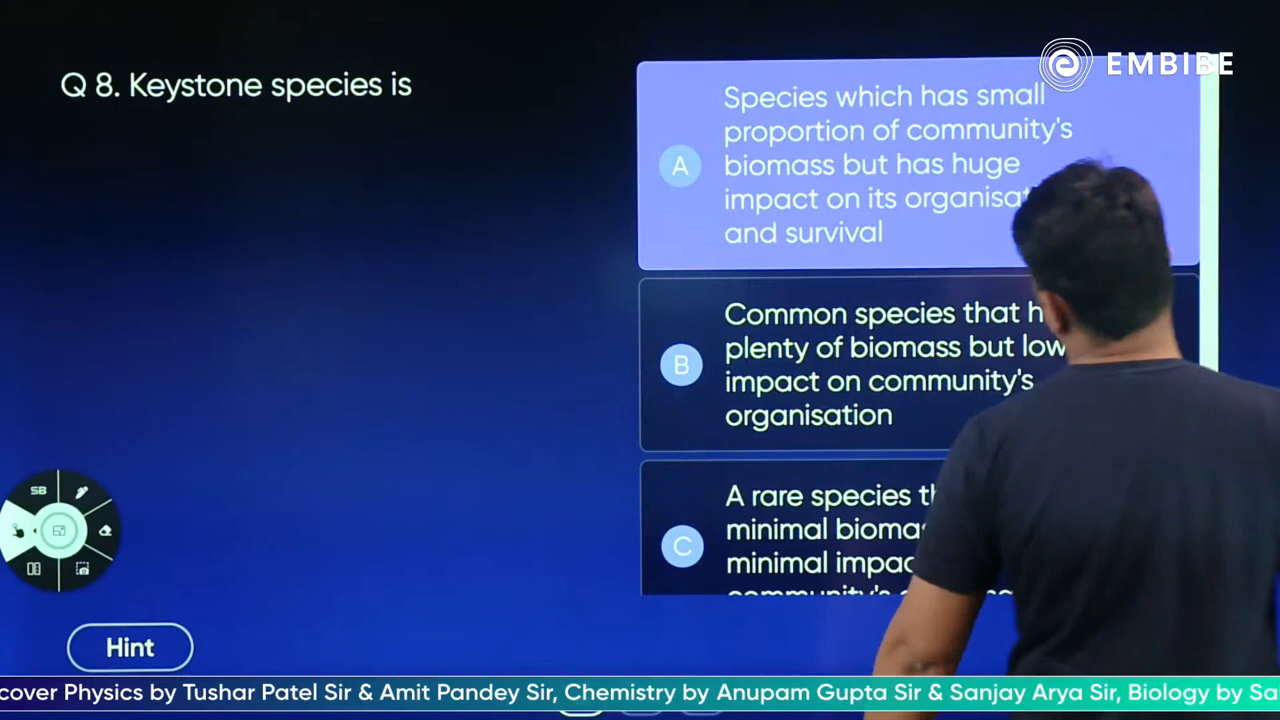 EMBIBE
Q 8. Keystone species is
A
Species which has small
proportion of community's
biomass but has huge
impact on its
and survival
B
Common species that
plenty of biomass but low
impact on community's
organisation
C
A rare species
minimal
minimal
community's
SB
Hint
cover Physics by Tushar Patel Sir & Amit Pandey Sir, Chemistry by Anupam Gupta Sir & Sanjay Arya Sir, Biology by Sa